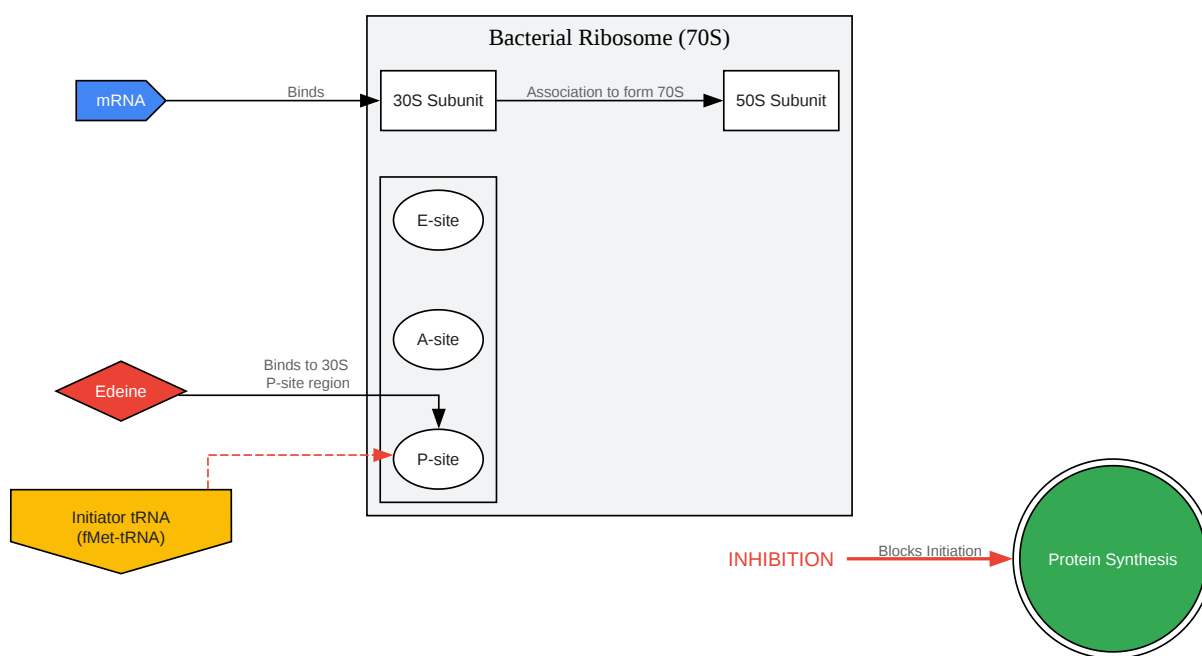 Bacterial Ribosome (70S)
mRNA
Binds
30S Subunit
Association to form 70S
50S Subunit
E-site
A-site
Binds to 30S
P-site region
Edeine
P-site
Initiator tRNA
(fMet-tRNA)
INHIBITION
Blocks Initiation
Protein Synthesis